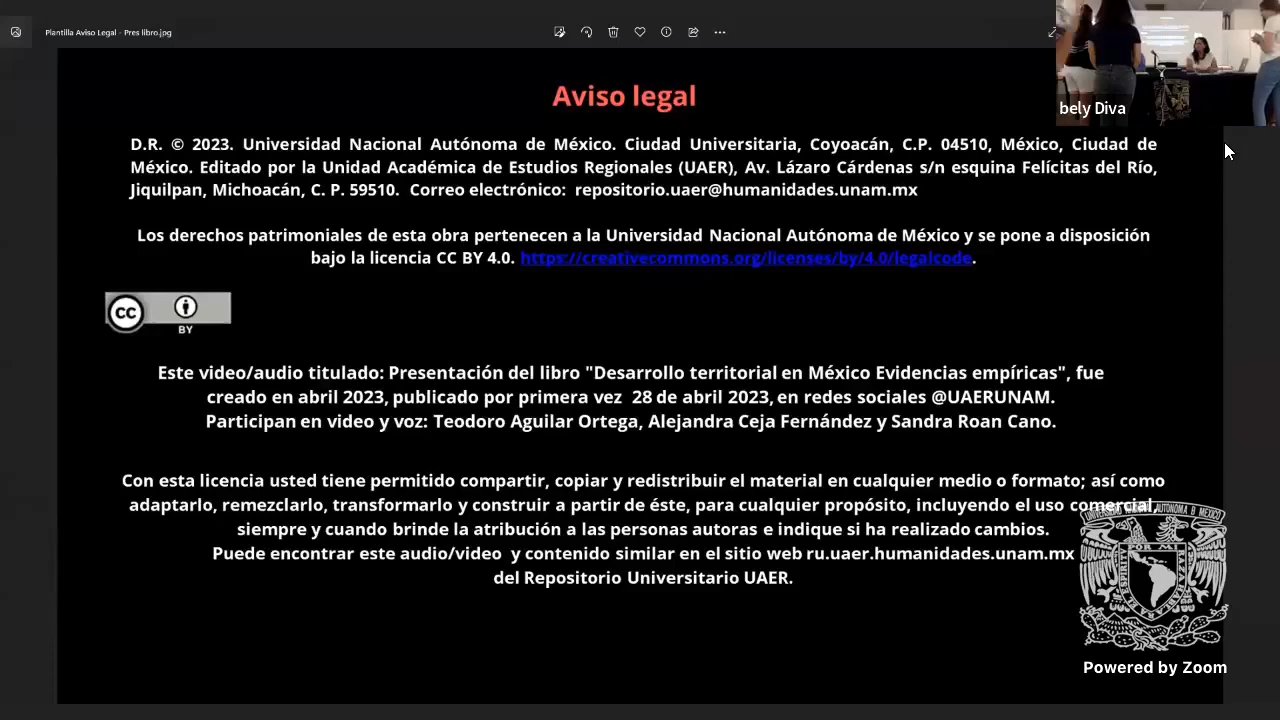 Plantilla Aviso Legal - Pres libro.jpg
bely Diva
Aviso legal
D.R. © 2023. Universidad Nacional Autónoma de México. Ciudad Universitaria, Coyoacán, C.P. 04510, México, Ciudad de
México. Editado por la Unidad Académica de Estudios Regionales (UAER), Av. Lázaro Cárdenas s/n esquina Felícitas del Río,
Jiquilpan, Michoacán, C. P. 59510. Correo electrónico: repositorio.uaer@humanidades.unam.mx
Los derechos patrimoniales de esta obra pertenecen a la Universidad Nacional Autónoma de México y se pone a disposición
bajo la licencia CC BY 4.0. https://creativecommons.org/licenses/by/4.0/legalcode.
CC
BY
Este video/audio titulado: Presentación del libro "Desarrollo territorial en México Evidencias empíricas", fue
creado en abril 2023, publicado por primera vez 28 de abril 2023, en redes sociales @UAERUNAM.
Participan en video y voz: Teodoro Aguilar Ortega, Alejandra Ceja Fernández y Sandra Roan Cano.
Con esta licencia usted tiene permitido compartir, copiar y redistribuir el material en cualquier medio o formato; así como
adaptarlo, remezclarlo, transformarlo y construir a partir de éste, para cualquier propósito, incluyendo el uso comercial,
siempre y cuando brinde la atribución a las personas autoras e indique si ha realizado cambios.
Puede encontrar este audio/video y contenido similar en el sitio web ru.uaer.humanidades.unam.mx
del Repositorio Universitario UAER.
Powered by Zoom